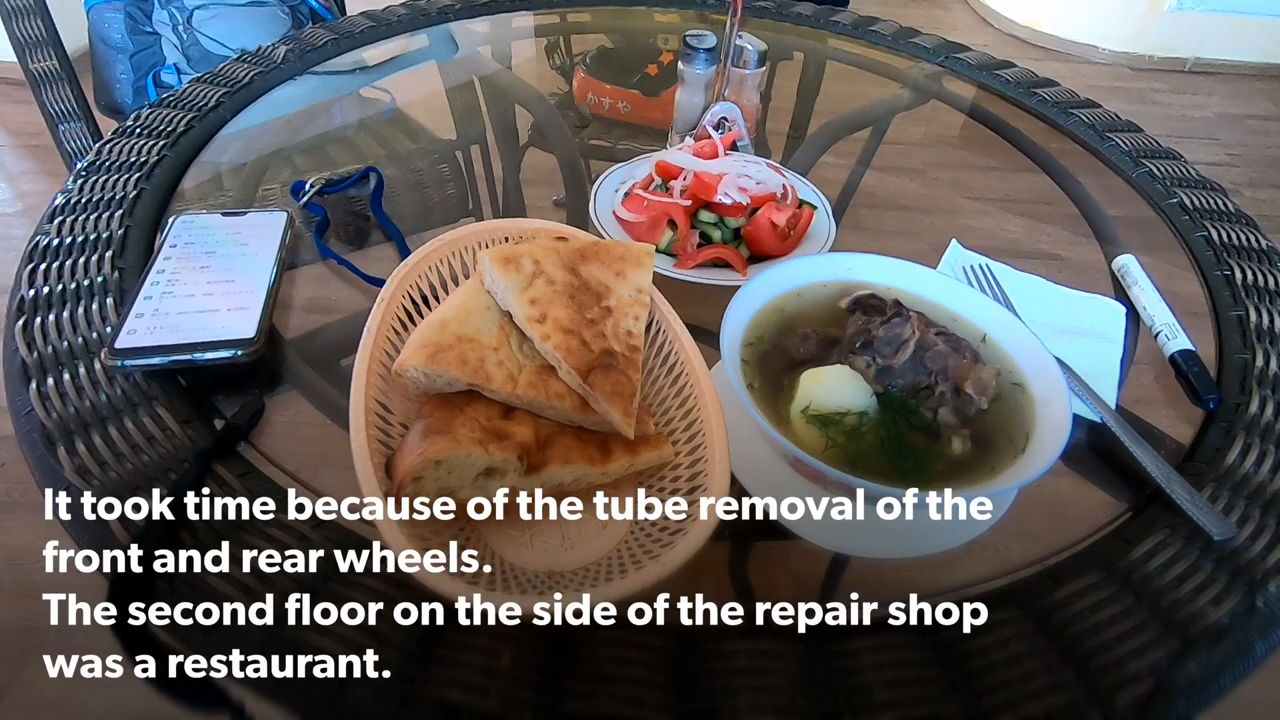 かすや
It took time because of the tube removal of the
front and rear wheels.
The second floor on the side of the repair shop
was a restaurant.